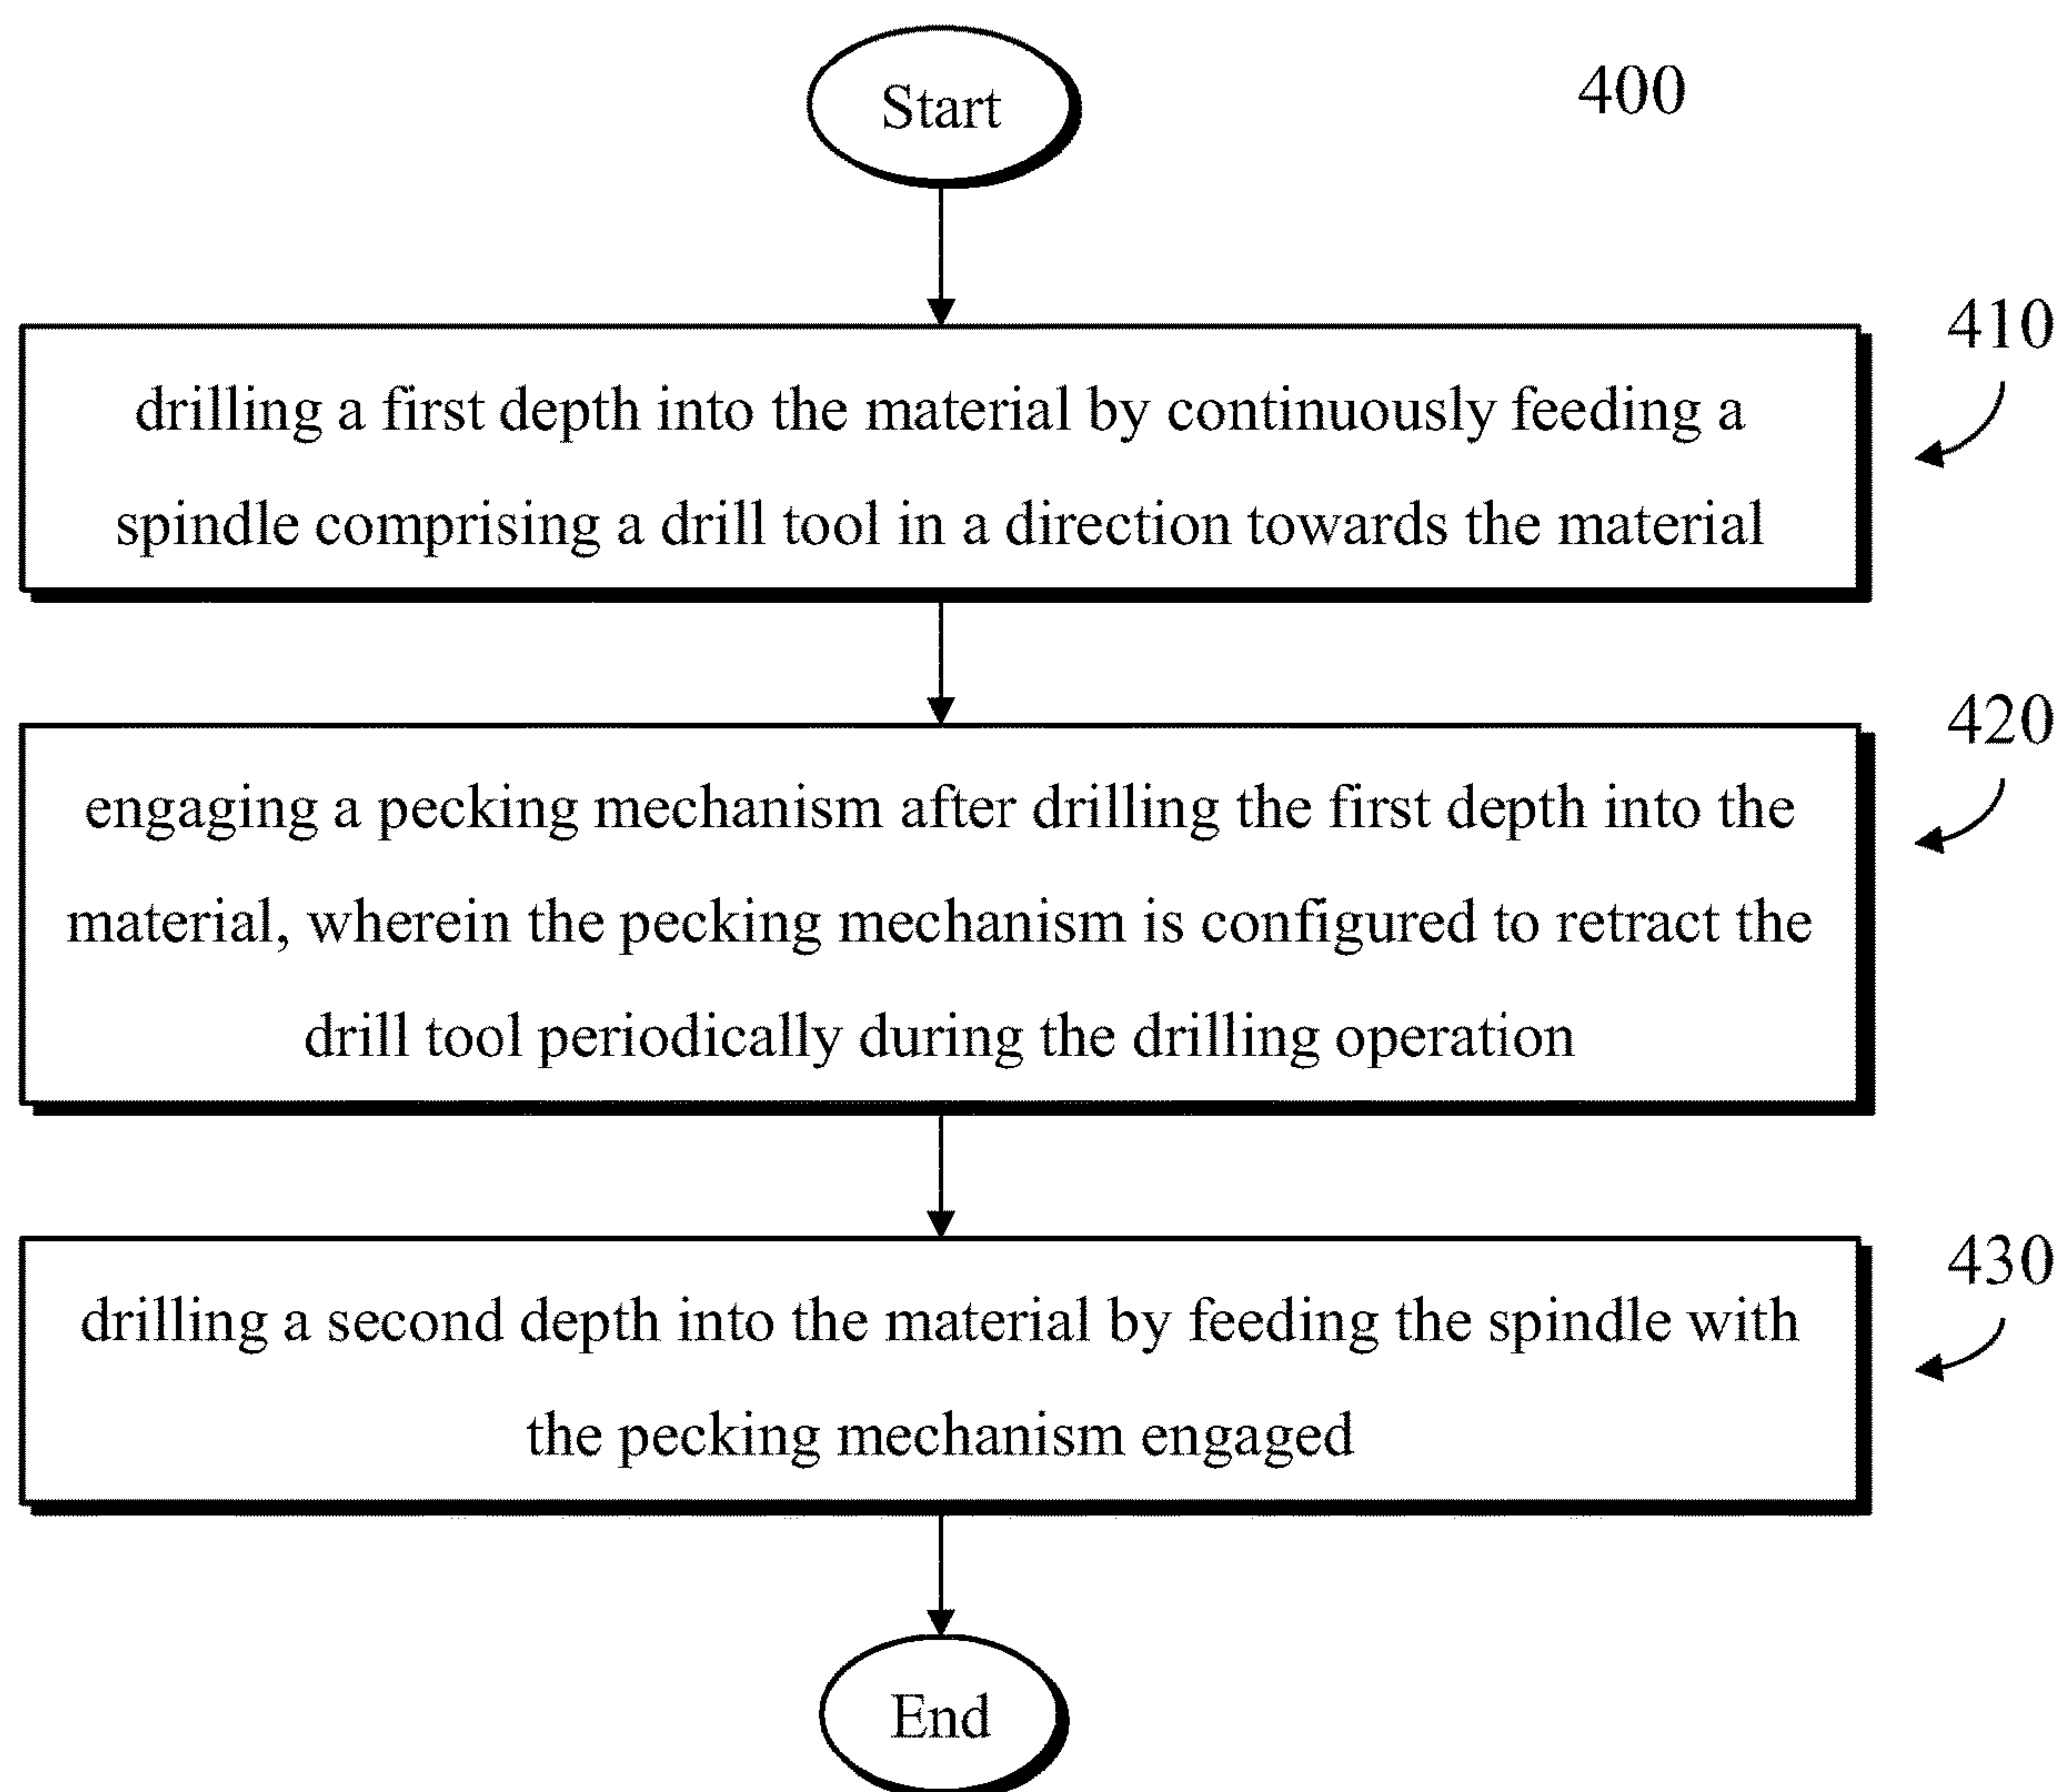 Start
400
410
drilling a first depth into the material by continuously feeding a
spindle comprising a drill tool in a direction towards the material
420
engaging a pecking mechanism after drilling the first depth into the
material, wherein the pecking mechanism is configured to retract the
drill tool periodically during the drilling operation
430
drilling a second depth into the material by feeding the spindle with
the pecking mechanism engaged
End